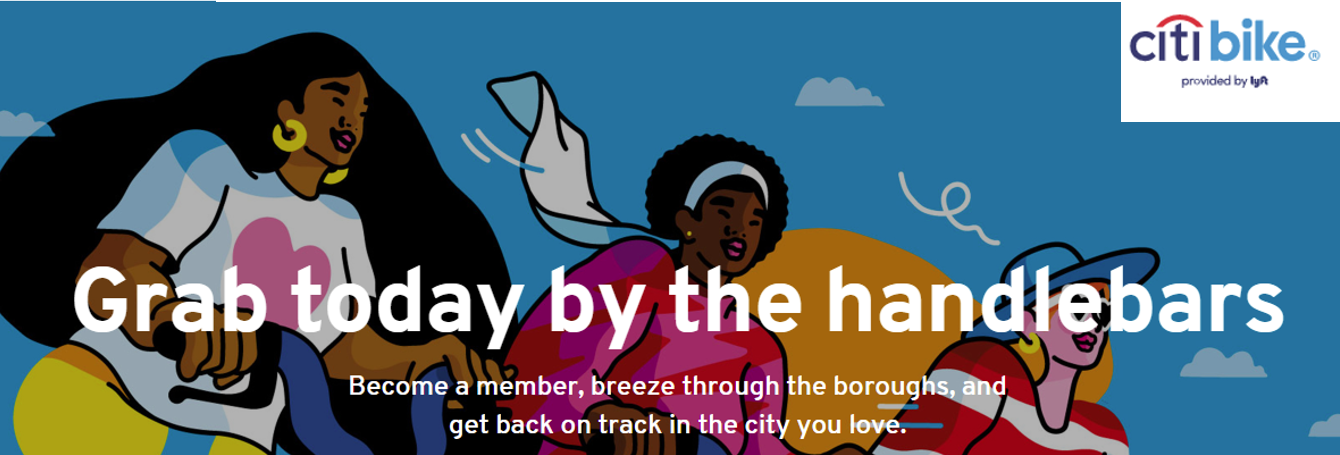 citi bike®
provided by lyft
Grab today by the handlebars
Become a member, breeze through the boroughs, and
get back on track in the city you love.